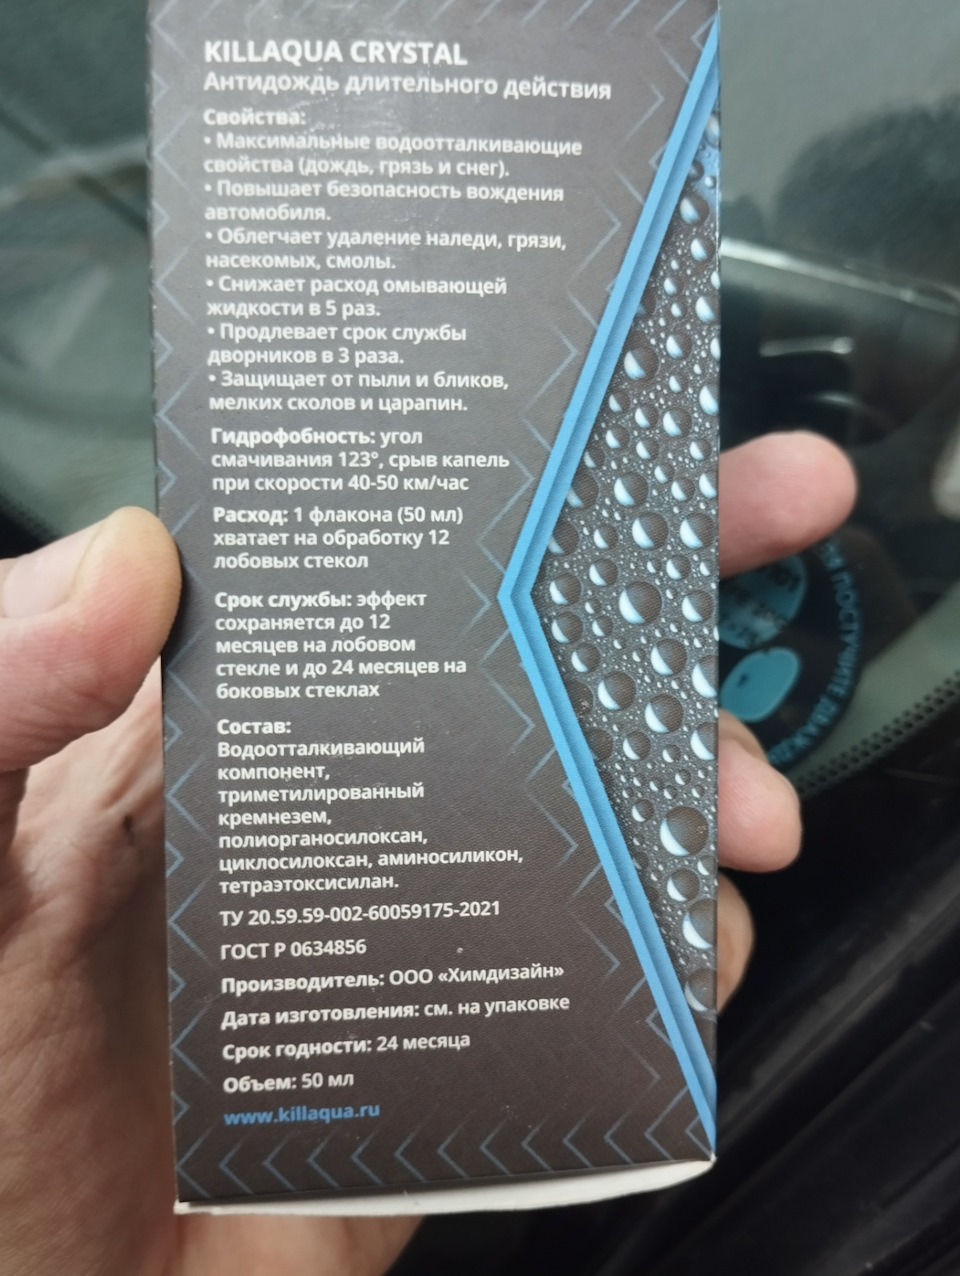 KILLAQUA CRYSTAL
Антидождь длительного действия
Свойства:
• Максимальные водоотталкивающие
свойства (дождь, грязь и снег).
• Повышает безопасность вождения
автомобиля.
• Облегчает удаление наледи, грязи,
насекомых, смолы.
• Снижает расход омывающей
жидкости в 5 раз.
• Продлевает срок службы
дворников в 3 раза.
• Защищает от пыли и бликов,
мелких сколов и царапин.
Гидрофобность: угол
смачивания 123°, срыв капель
при скорости 40-50 км/час
Расход: 1 флакона (50 мл)
хватает на обработку 12
лобовых стекол
Срок службы: эффект
сохраняется до 12
месяцев на лобовом
стекле и до 24 месяцев на
боковых стеклах
Состав:
Водоотталкивающий
компонент,
триметилированный
кремнезем,
полиорганосилоксан,
циклосилоксан, аминосиликон,
тетраэтоксисилан.
ТУ 20.59.59-002-60059175-2021
ГОСТ Р 0634856
Производитель: ООО «Химдизайн»
Дата изготовления: см. на упаковке
Срок годности: 24 месяца
Объем: 50 мл
www.killaqua.ru